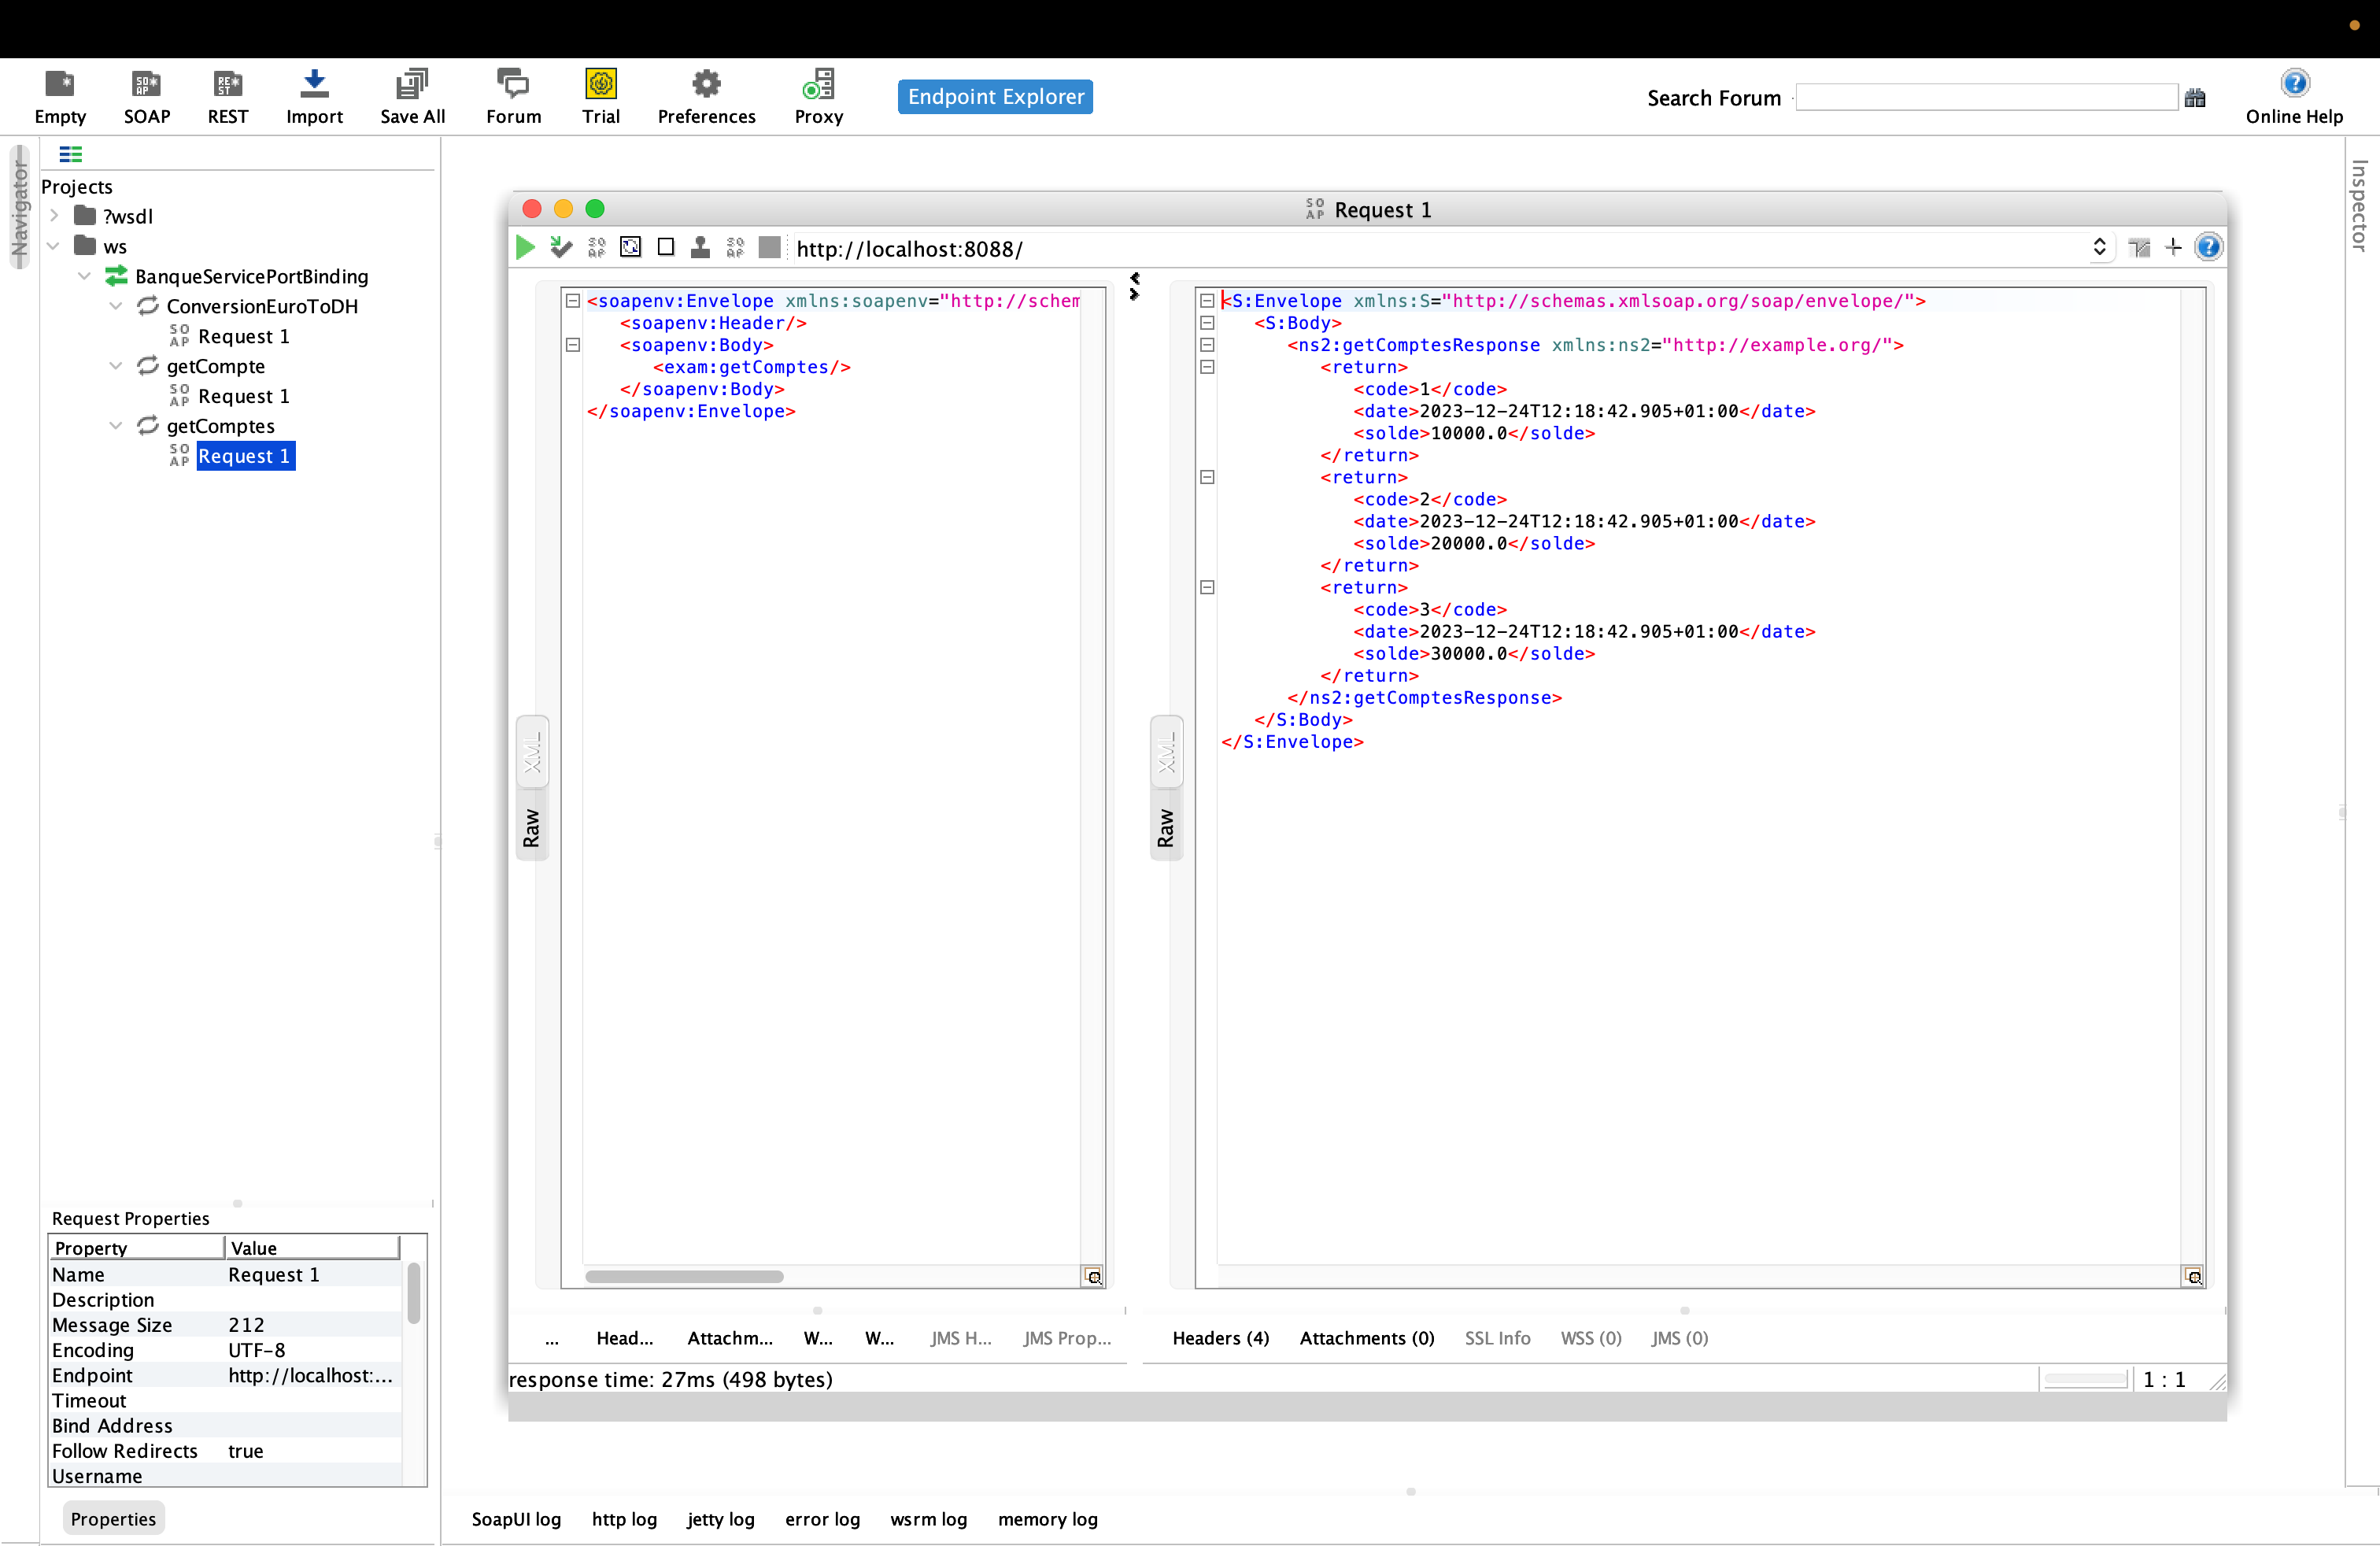 Empty SOAP REST Import Save All Forum Trial Preferences Proxy Endpoint Explorer Search Forum Online Help
Navigator
Inspector
Projects
?wsdl
ws
BanqueServicePortBinding
ConversionEuroToDH
Request 1
getCompte
Request 1
getComptes
Request 1
Request 1
http://localhost:8088/
<soapenv:Envelope xmlns:soapenv="http://schem
<soapenv:Header/>
<soapenv:Body>
<exam:getComptes/>
</soapenv:Body>
</soapenv:Envelope>
XML
Raw
<S:Envelope xmlns:S="http://schemas.xmlsoap.org/soap/envelope/">
<S:Body>
<ns2:getComptesResponse xmlns:ns2="http://example.org/">
<return>
<code>1</code>
<date>2023-12-24T12:18:42.905+01:00</date>
<solde>10000.0</solde>
</return>
<return>
<code>2</code>
<date>2023-12-24T12:18:42.905+01:00</date>
<solde>20000.0</solde>
</return>
<return>
<code>3</code>
<date>2023-12-24T12:18:42.905+01:00</date>
<solde>30000.0</solde>
</return>
</ns2:getComptesResponse>
</S:Body>
</S:Envelope>
XML
Raw
... Head... Attachm... W... W... JMS H... JMS Prop...
Headers (4) Attachments (0) SSL Info WSS (0) JMS (0)
response time: 27ms (498 bytes)
1 : 1
Request Properties
Property Value
Name Request 1
Description
Message Size 212
Encoding UTF-8
Endpoint http://localhost:...
Timeout
Bind Address
Follow Redirects true
Username
Properties
SoapUI log http log jetty log error log wsrm log memory log